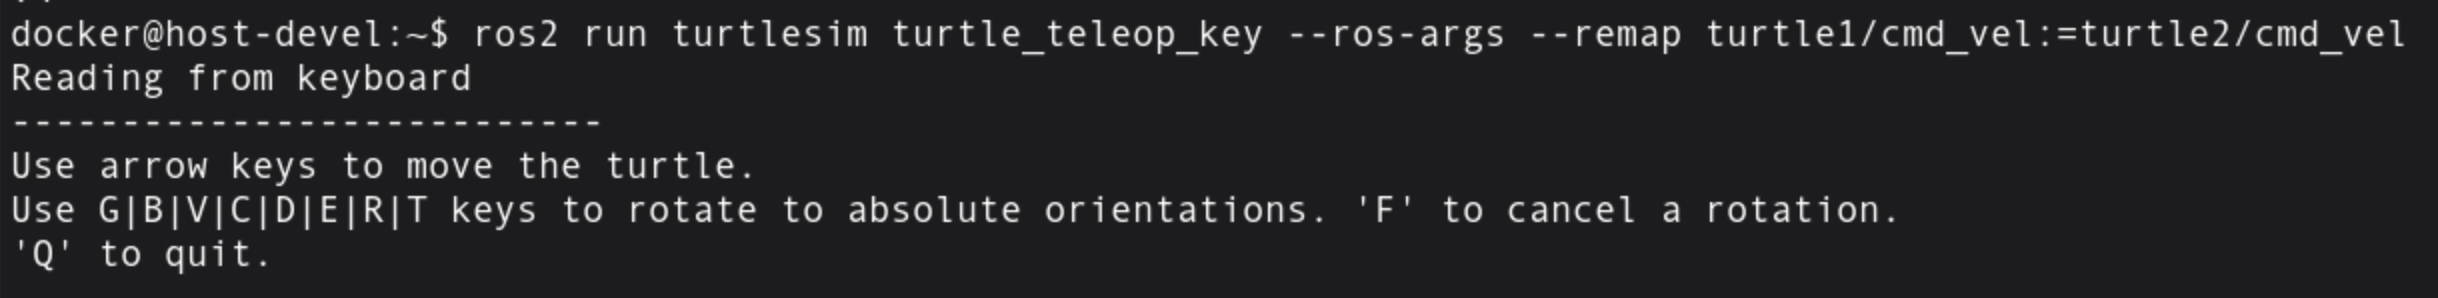 docker@host-devel:~$ ros2 run turtlesim turtle_teleop_key --ros-args --remap turtle1/cmd_vel:=turtle2/cmd_vel
Reading from keyboard
---------------------------
Use arrow keys to move the turtle.
Use G|B|V|C|D|E|R|T keys to rotate to absolute orientations. 'F' to cancel a rotation.
'Q' to quit.